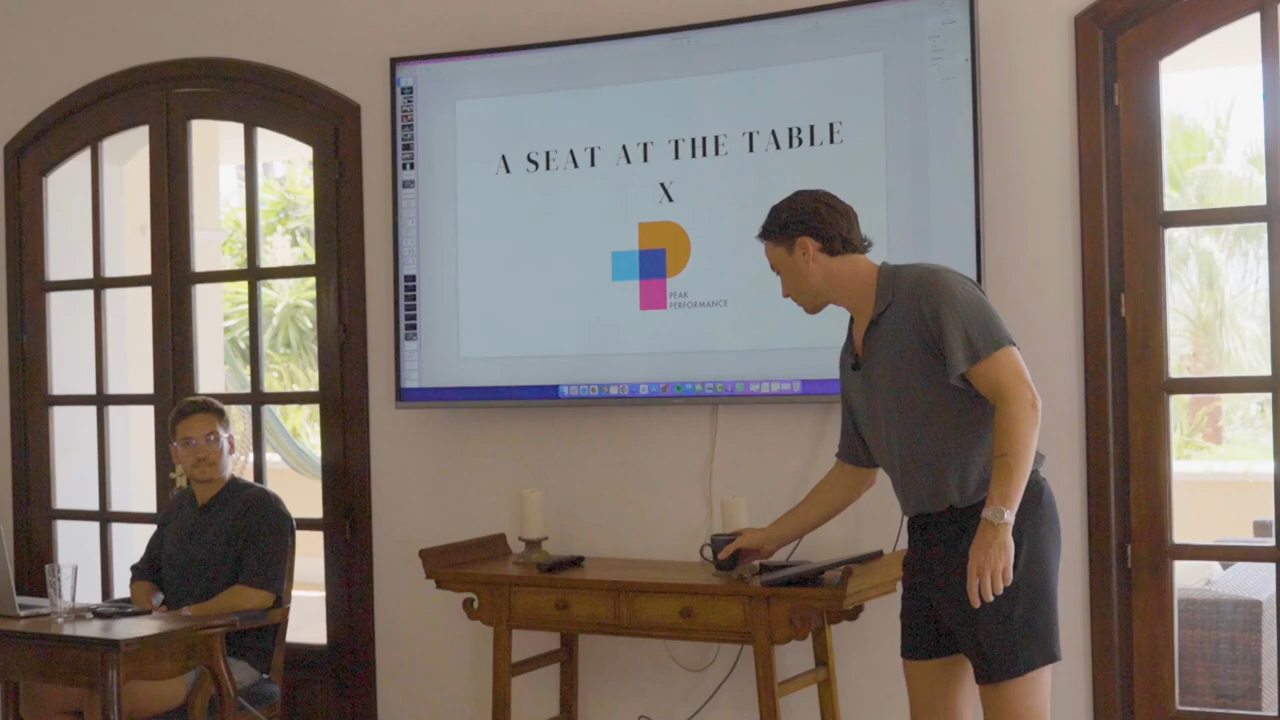 A SEAT AT THE TABLE
X
PEAK
PERFORMANCE